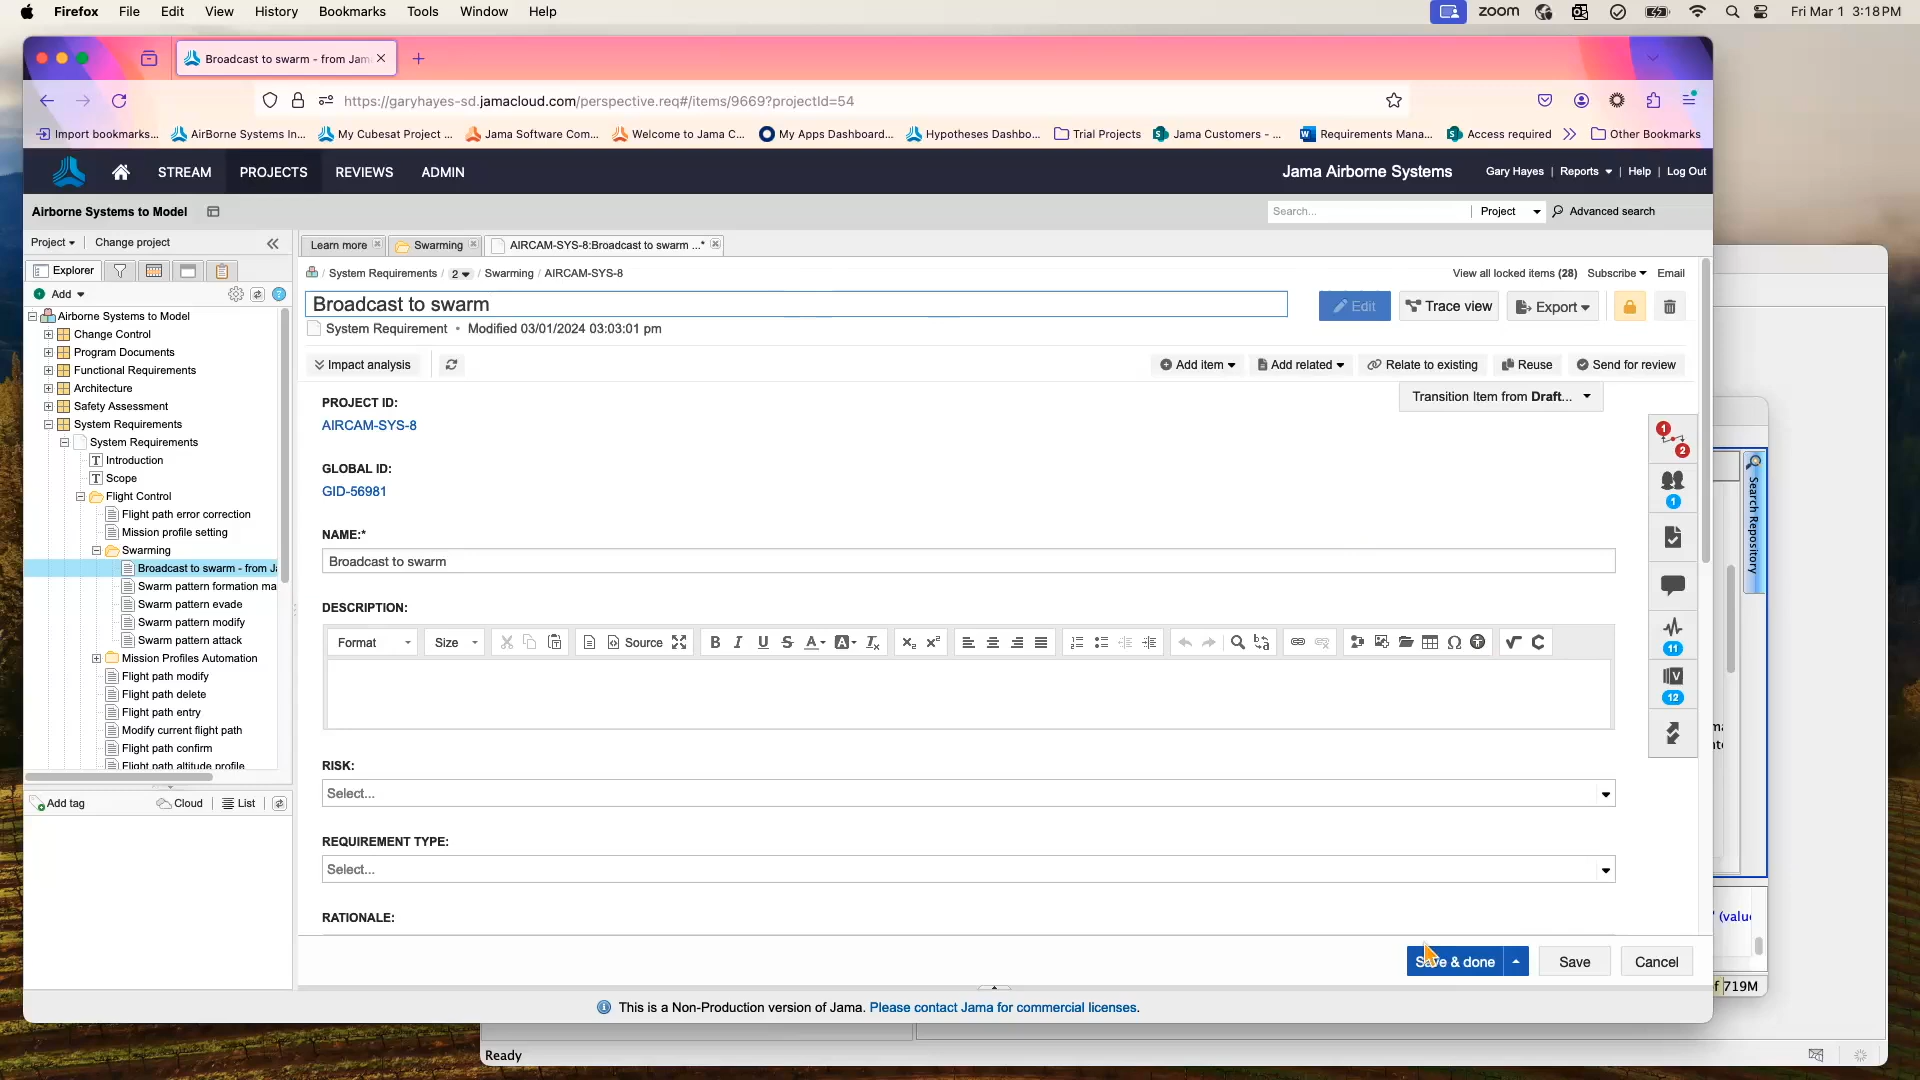 Firefox File Edit View History Bookmarks Tools Window Help zoom Fri Mar 1 3:18 PM
Broadcast to swarm - from Jam
https://garyhayes-sd.jamacloud.com/perspective.req#/items/9669?projectId=54
Import bookmarks... AirBorne Systems In... My Cubesat Project ... Jama Software Com... Welcome to Jama C... My Apps Dashboard... Hypotheses Dashbo... Trial Projects Jama Customers - ... Requirements Mana... Access required Other Bookmarks
STREAM PROJECTS REVIEWS ADMIN Jama Airborne Systems Gary Hayes | Reports | Help | Log Out
Airborne Systems to Model Search... Project Advanced search
Project Change project Learn more Swarming AIRCAM-SYS-8:Broadcast to swarm ...*
Explorer
System Requirements / 2 / Swarming / AIRCAM-SYS-8 View all locked items (28) Subscribe Email
Add
Broadcast to swarm Edit Trace view Export
System Requirement • Modified 03/01/2024 03:03:01 pm
Impact analysis Add item Add related Relate to existing Reuse Send for review
Transition Item from Draft...
Airborne Systems to Model
Change Control
Program Documents
Functional Requirements
Architecture
Safety Assessment
System Requirements
System Requirements
Introduction
Scope
Flight Control
Flight path error correction
Mission profile setting
Swarming
Broadcast to swarm - from J
Swarm pattern formation ma
Swarm pattern evade
Swarm pattern modify
Swarm pattern attack
Mission Profiles Automation
Flight path modify
Flight path delete
Flight path entry
Modify current flight path
Flight path confirm
Flight path altitude profile
Add tag Cloud List
PROJECT ID:
AIRCAM-SYS-8
GLOBAL ID:
GID-56981
NAME:*
Broadcast to swarm
DESCRIPTION:
Format Size Source
RISK:
Select...
REQUIREMENT TYPE:
Select...
RATIONALE:
1
2
1
11
12
Search Repository
(valu
Save & done Save Cancel
f 719M
This is a Non-Production version of Jama. Please contact Jama for commercial licenses.
Ready